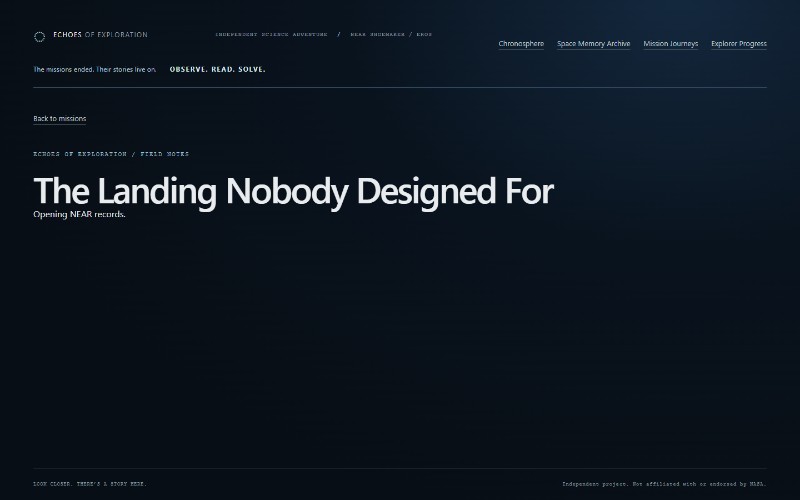 ECHOES OF EXPLORATION
INDEPENDENT SCIENCE ADVENTURE / NEAR SHOEMAKER / EROS
Chronosphere Space Memory Archive Mission Journeys Explorer Progress
The missions ended. Their stories live on. OBSERVE. READ. SOLVE.
Back to missions
ECHOES OF EXPLORATION / FIELD NOTES
The Landing Nobody Designed For
Opening NEAR records.
LOOK CLOSER. THERE'S A STORY HERE.
Independent project. Not affiliated with or endorsed by NASA.